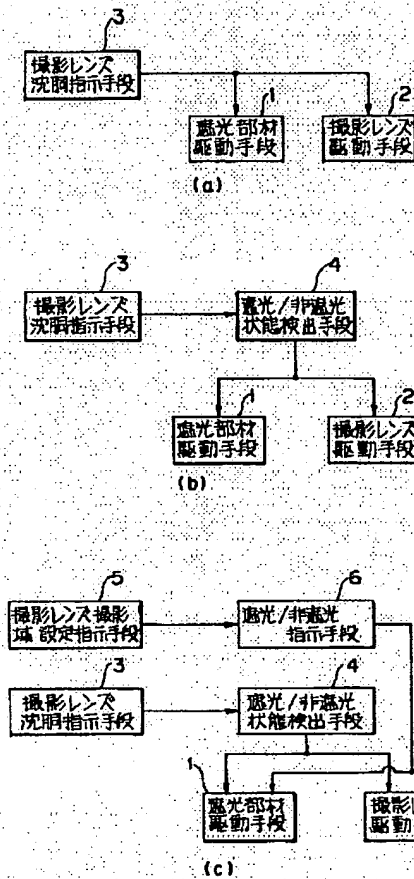 3
撮影レンズ
沈胴指示手段
1
遮光部材
駆動手段
2
撮影レンズ
駆動手段
(a)
3
撮影レンズ
沈胴指示手段
4
遮光/非遮光
状態検出手段
1
遮光部材
駆動手段
2
撮影レンズ
駆動手段
(b)
5
撮影レンズ撮影
設定指示手段
6
遮光/非遮光
指示手段
3
撮影レンズ
沈胴指示手段
4
遮光/非遮光
状態検出手段
1
遮光部材
駆動手段
撮影レ
駆動
(c)